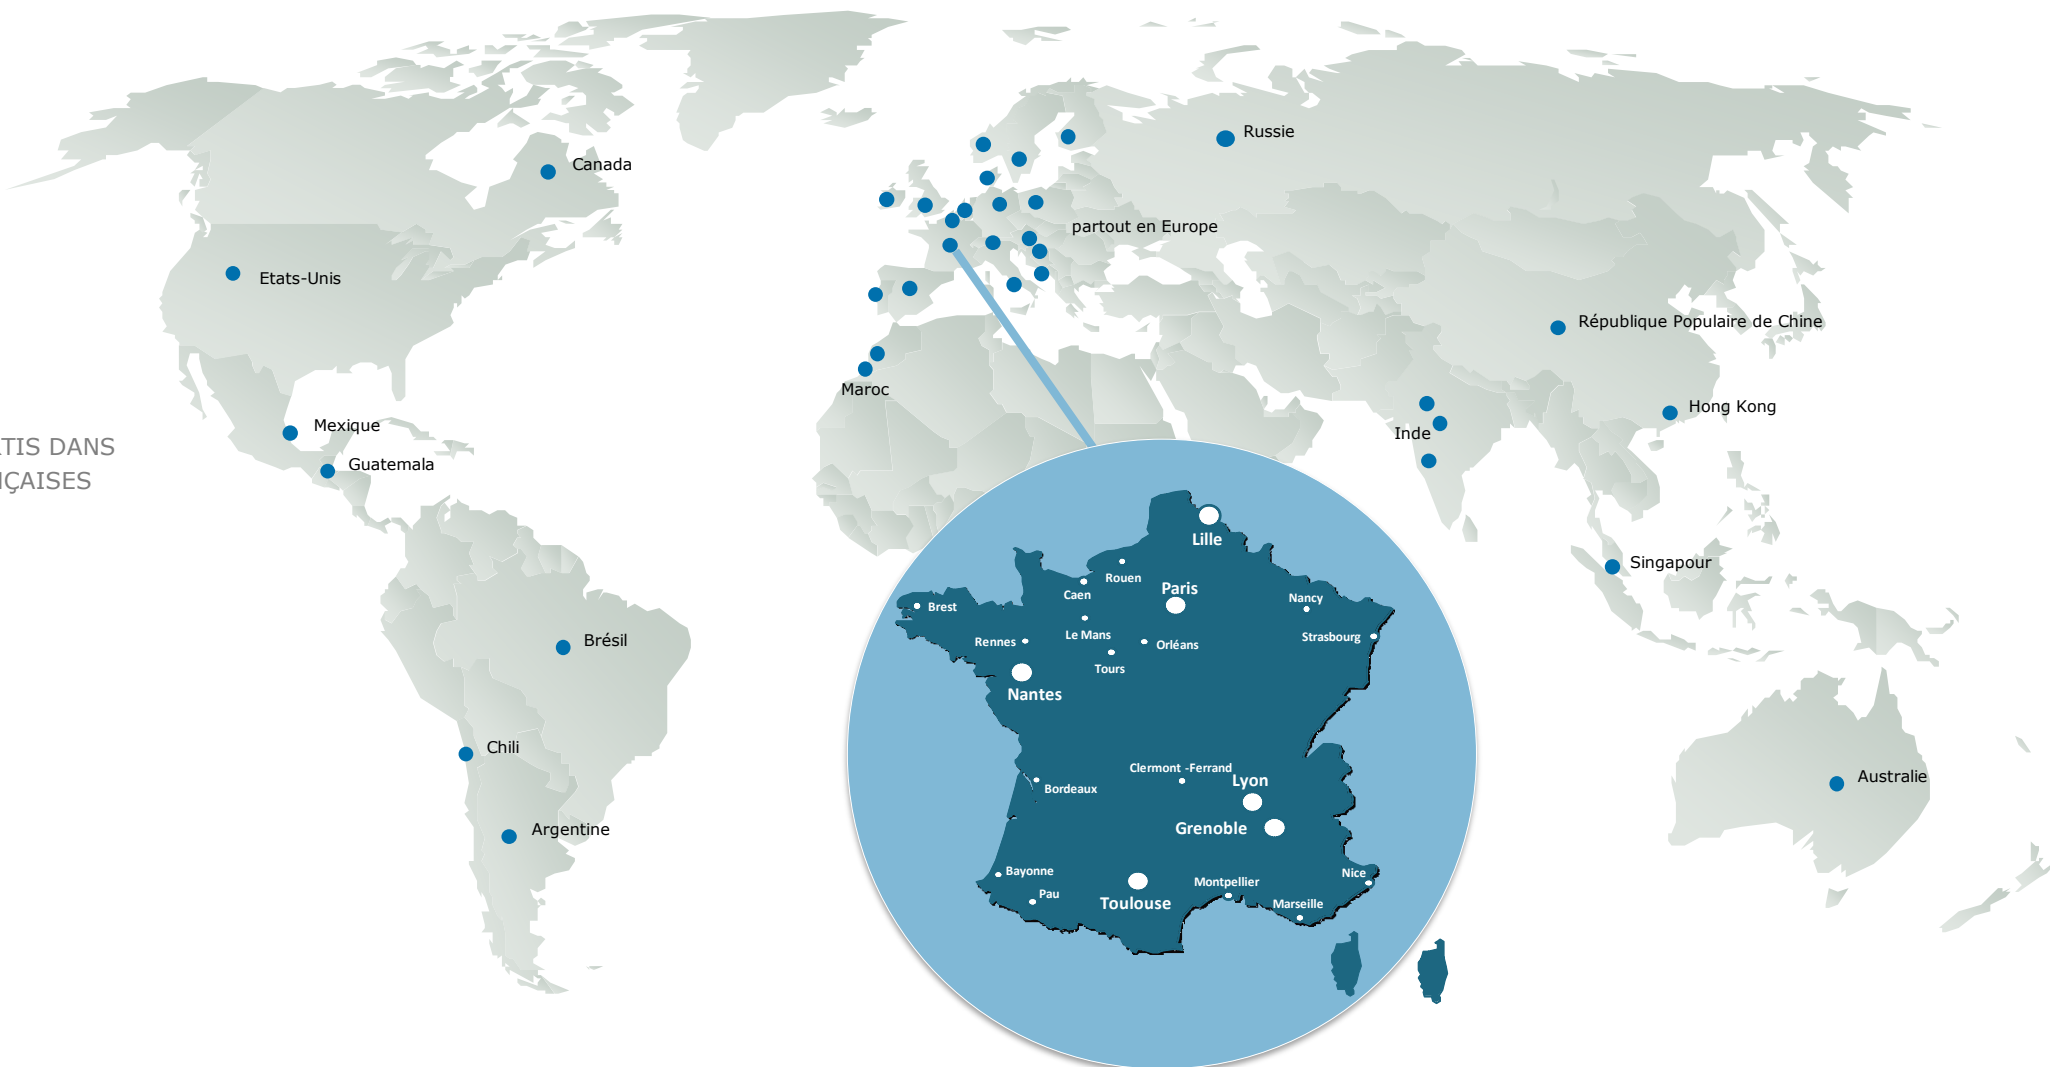 Russie
Canada
partout en Europe
Etats-Unis
République Populaire de Chine
Maroc
Hong Kong
Mexique
Inde
TIS DANS
Guatemala
ÇAISES
Lille
Singapour
Rouen
Paris
Caen
Nancy
Brest
Le Mans
Strasbourg
Rennes
Orléans
Brésil
Tours
Nantes
Chili
Clermont -Ferrand
Lyon
Australie
Bordeaux
Argentine
Grenoble
Bayonne
Nice
Montpellier
Pau
Toulouse
Marseille